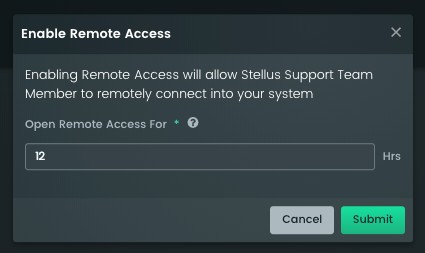 Enable Remote Access
Enabling Remote Access will allow Stellus Support Team
Member to remotely connect into your system
Open Remote Access For *
12 Hrs
Cancel Submit